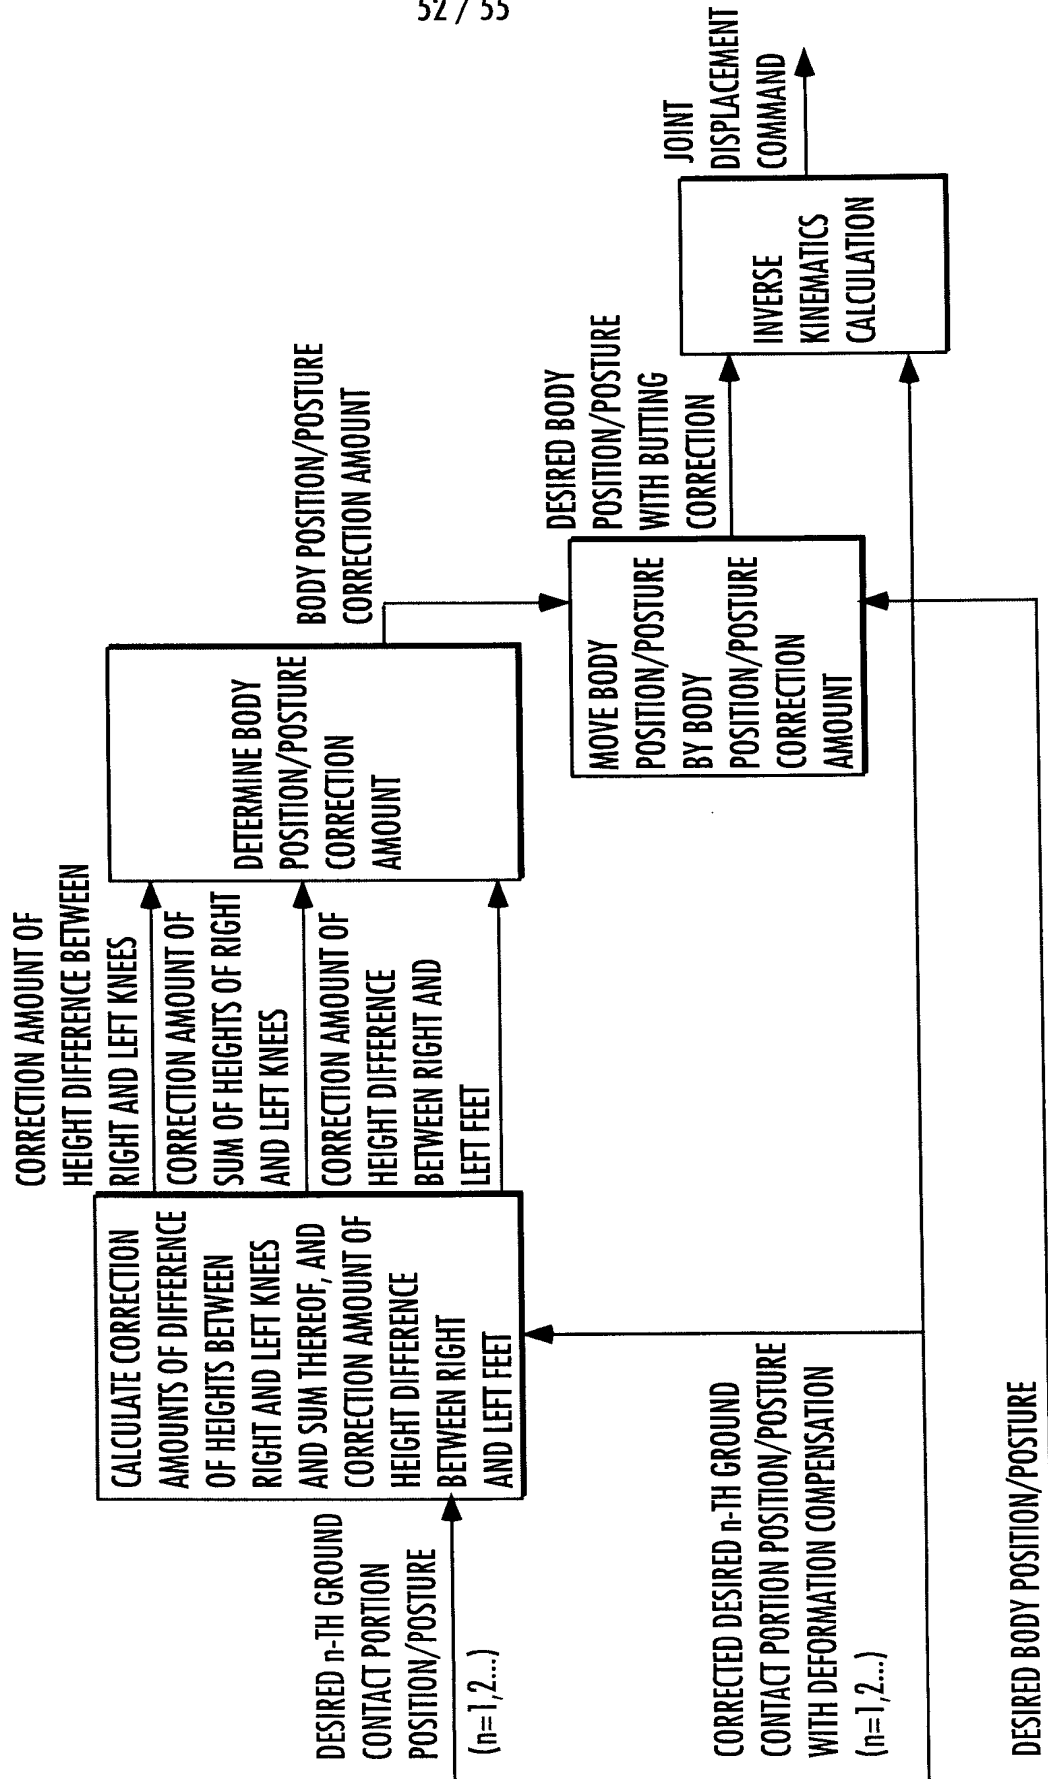 52 / 55
DESIRED n-TH GROUND
CONTACT PORTION
POSITION/POSTURE
(n=1,2...)
CALCULATE CORRECTION
AMOUNTS OF DIFFERENCE
OF HEIGHTS BETWEEN
RIGHT AND LEFT KNEES
AND SUM THEREOF, AND
CORRECTION AMOUNT OF
HEIGHT DIFFERENCE
BETWEEN RIGHT
AND LEFT FEET
CORRECTION AMOUNT OF
HEIGHT DIFFERENCE BETWEEN
RIGHT AND LEFT KNEES
CORRECTION AMOUNT OF
SUM OF HEIGHTS OF RIGHT
AND LEFT KNEES
CORRECTION AMOUNT OF
HEIGHT DIFFERENCE
BETWEEN RIGHT AND
LEFT FEET
DETERMINE BODY
POSITION/POSTURE
CORRECTION
AMOUNT
BODY POSITION/POSTURE
CORRECTION AMOUNT
MOVE BODY
POSITION/POSTURE
BY BODY
POSITION/POSTURE
CORRECTION
AMOUNT
DESIRED BODY
POSITION/POSTURE
WITH BUTTING
CORRECTION
INVERSE
KINEMATICS
CALCULATION
JOINT
DISPLACEMENT
COMMAND
CORRECTED DESIRED n-TH GROUND
CONTACT PORTION POSITION/POSTURE
WITH DEFORMATION COMPENSATION
(n=1,2...)
DESIRED BODY POSITION/POSTURE